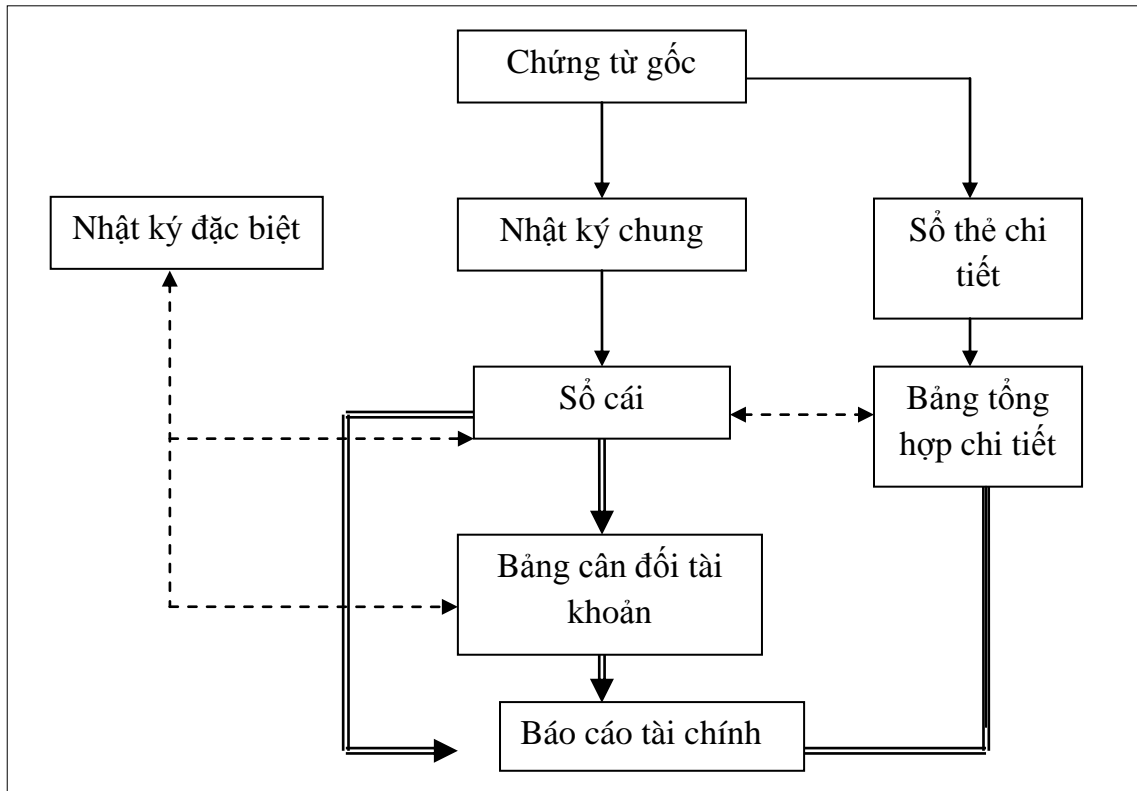 Chứng từ gốc
Nhật ký đặc biệt
Nhật ký chung
Sổ thẻ chi
tiết
Sổ cái
Bảng tổng
hợp chi tiết
Bảng cân đối tài
khoản
Báo cáo tài chính